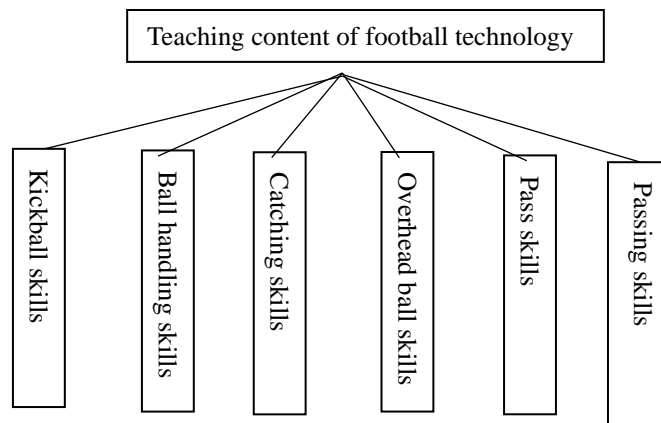 Teaching content of football technology
Kickball skills
Ball handling skills
Catching skills
Overhead ball skills
Pass skills
Passing skills